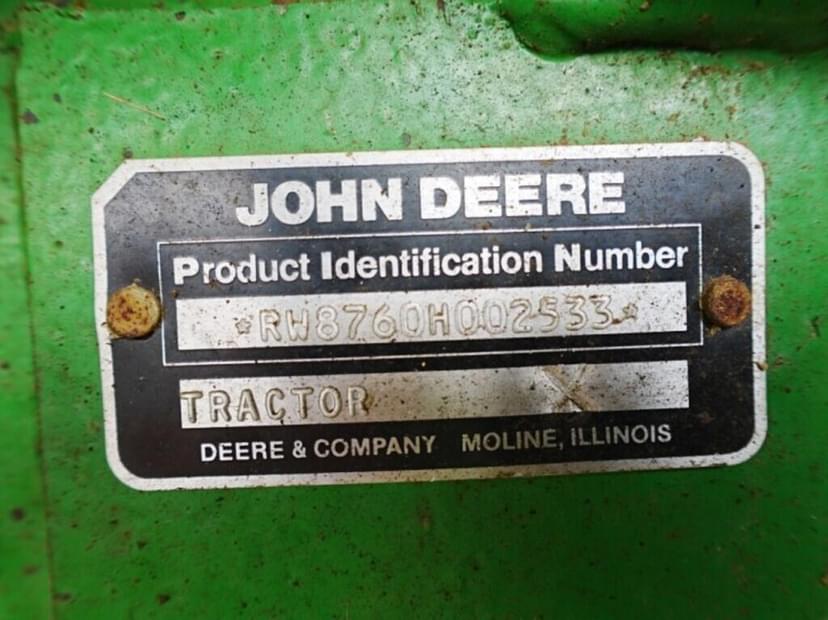 JOHN DEERE
Product Identification Number
*RW8760H002533*
TRACTOR X
DEERE & COMPANY MOLINE, ILLINOIS